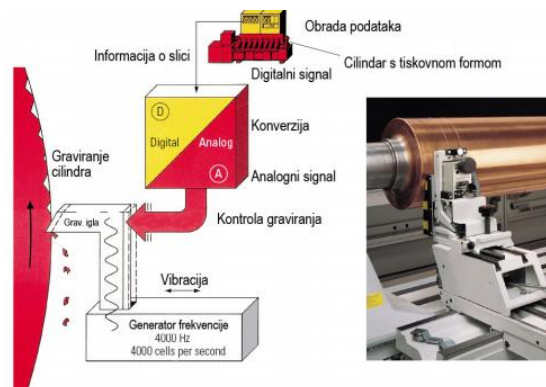 Obrada podataka
Informacija o slici
Cilindar s tiskovnom formom
Digitalni signal
D
Konverzija
Digital
Analog
Graviranje
cilindra
A
Analogni signal
Grav. igla
Kontrola graviranja
Vibracija
Generator frekvencije
4000 Hz
4000 cells per second